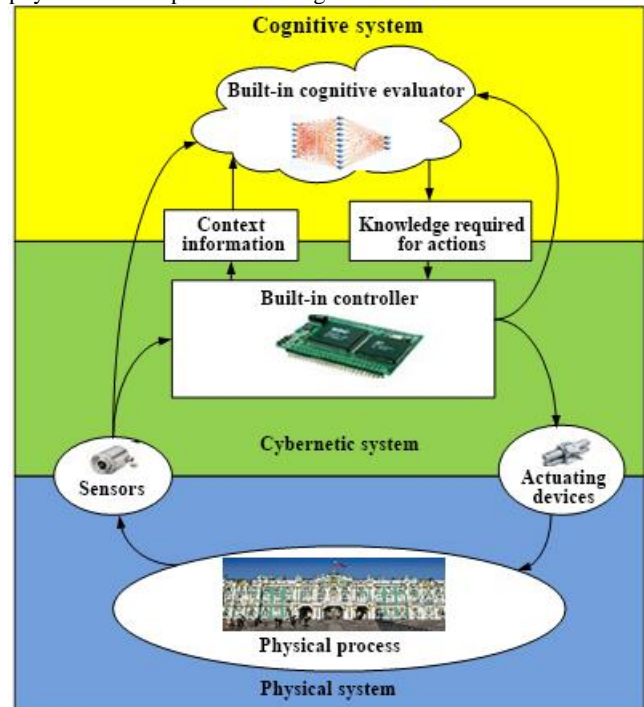 Cognitive system
Built-in cognitive evaluator
Context
information
Knowledge required
for actions
Built-in controller
Cybernetic system
Sensors
Actuating
devices
Physical process
Physical system